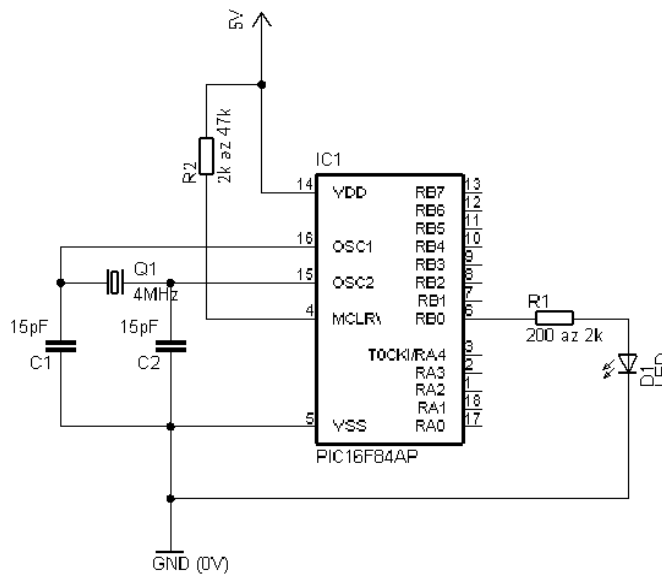 5V
R2
2k az 47k
IC1
14 VDD RB7 13
RB6 12
RB5 11
16 OSC1 RB4 10
RB3 9
15 OSC2 RB2 8
RB1 7
4 MCLR\ RB0 6
T0CKI/RA4 3
RA3 2
RA2 1
RA1 18
5 VSS RA0 17
PIC16F84AP
Q1
4MHz
15pF
C1
15pF
C2
R1
200 az 2k
D1
LED
GND (0V)